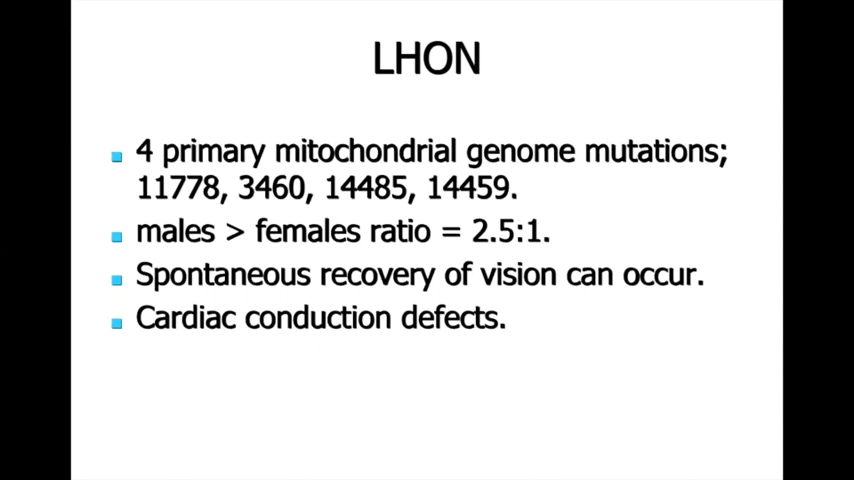 LHON
4 primary mitochondrial genome mutations;
11778, 3460, 14485, 14459.
males > females ratio = 2.5:1.
Spontaneous recovery of vision can occur.
Cardiac conduction defects.